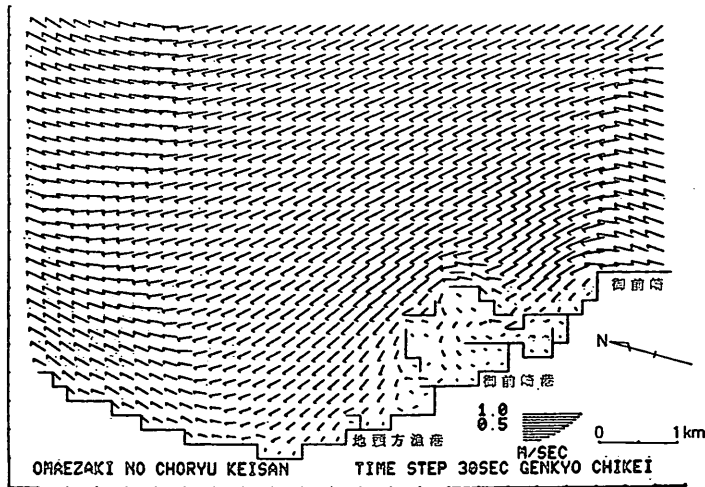 御前崎
N
御前崎港
1.0
0.5
0 1km
地頭方漁港
M/SEC
OMAEZAKI NO CHORYU KEISAN TIME STEP 30SEC GENKYO CHIKEI